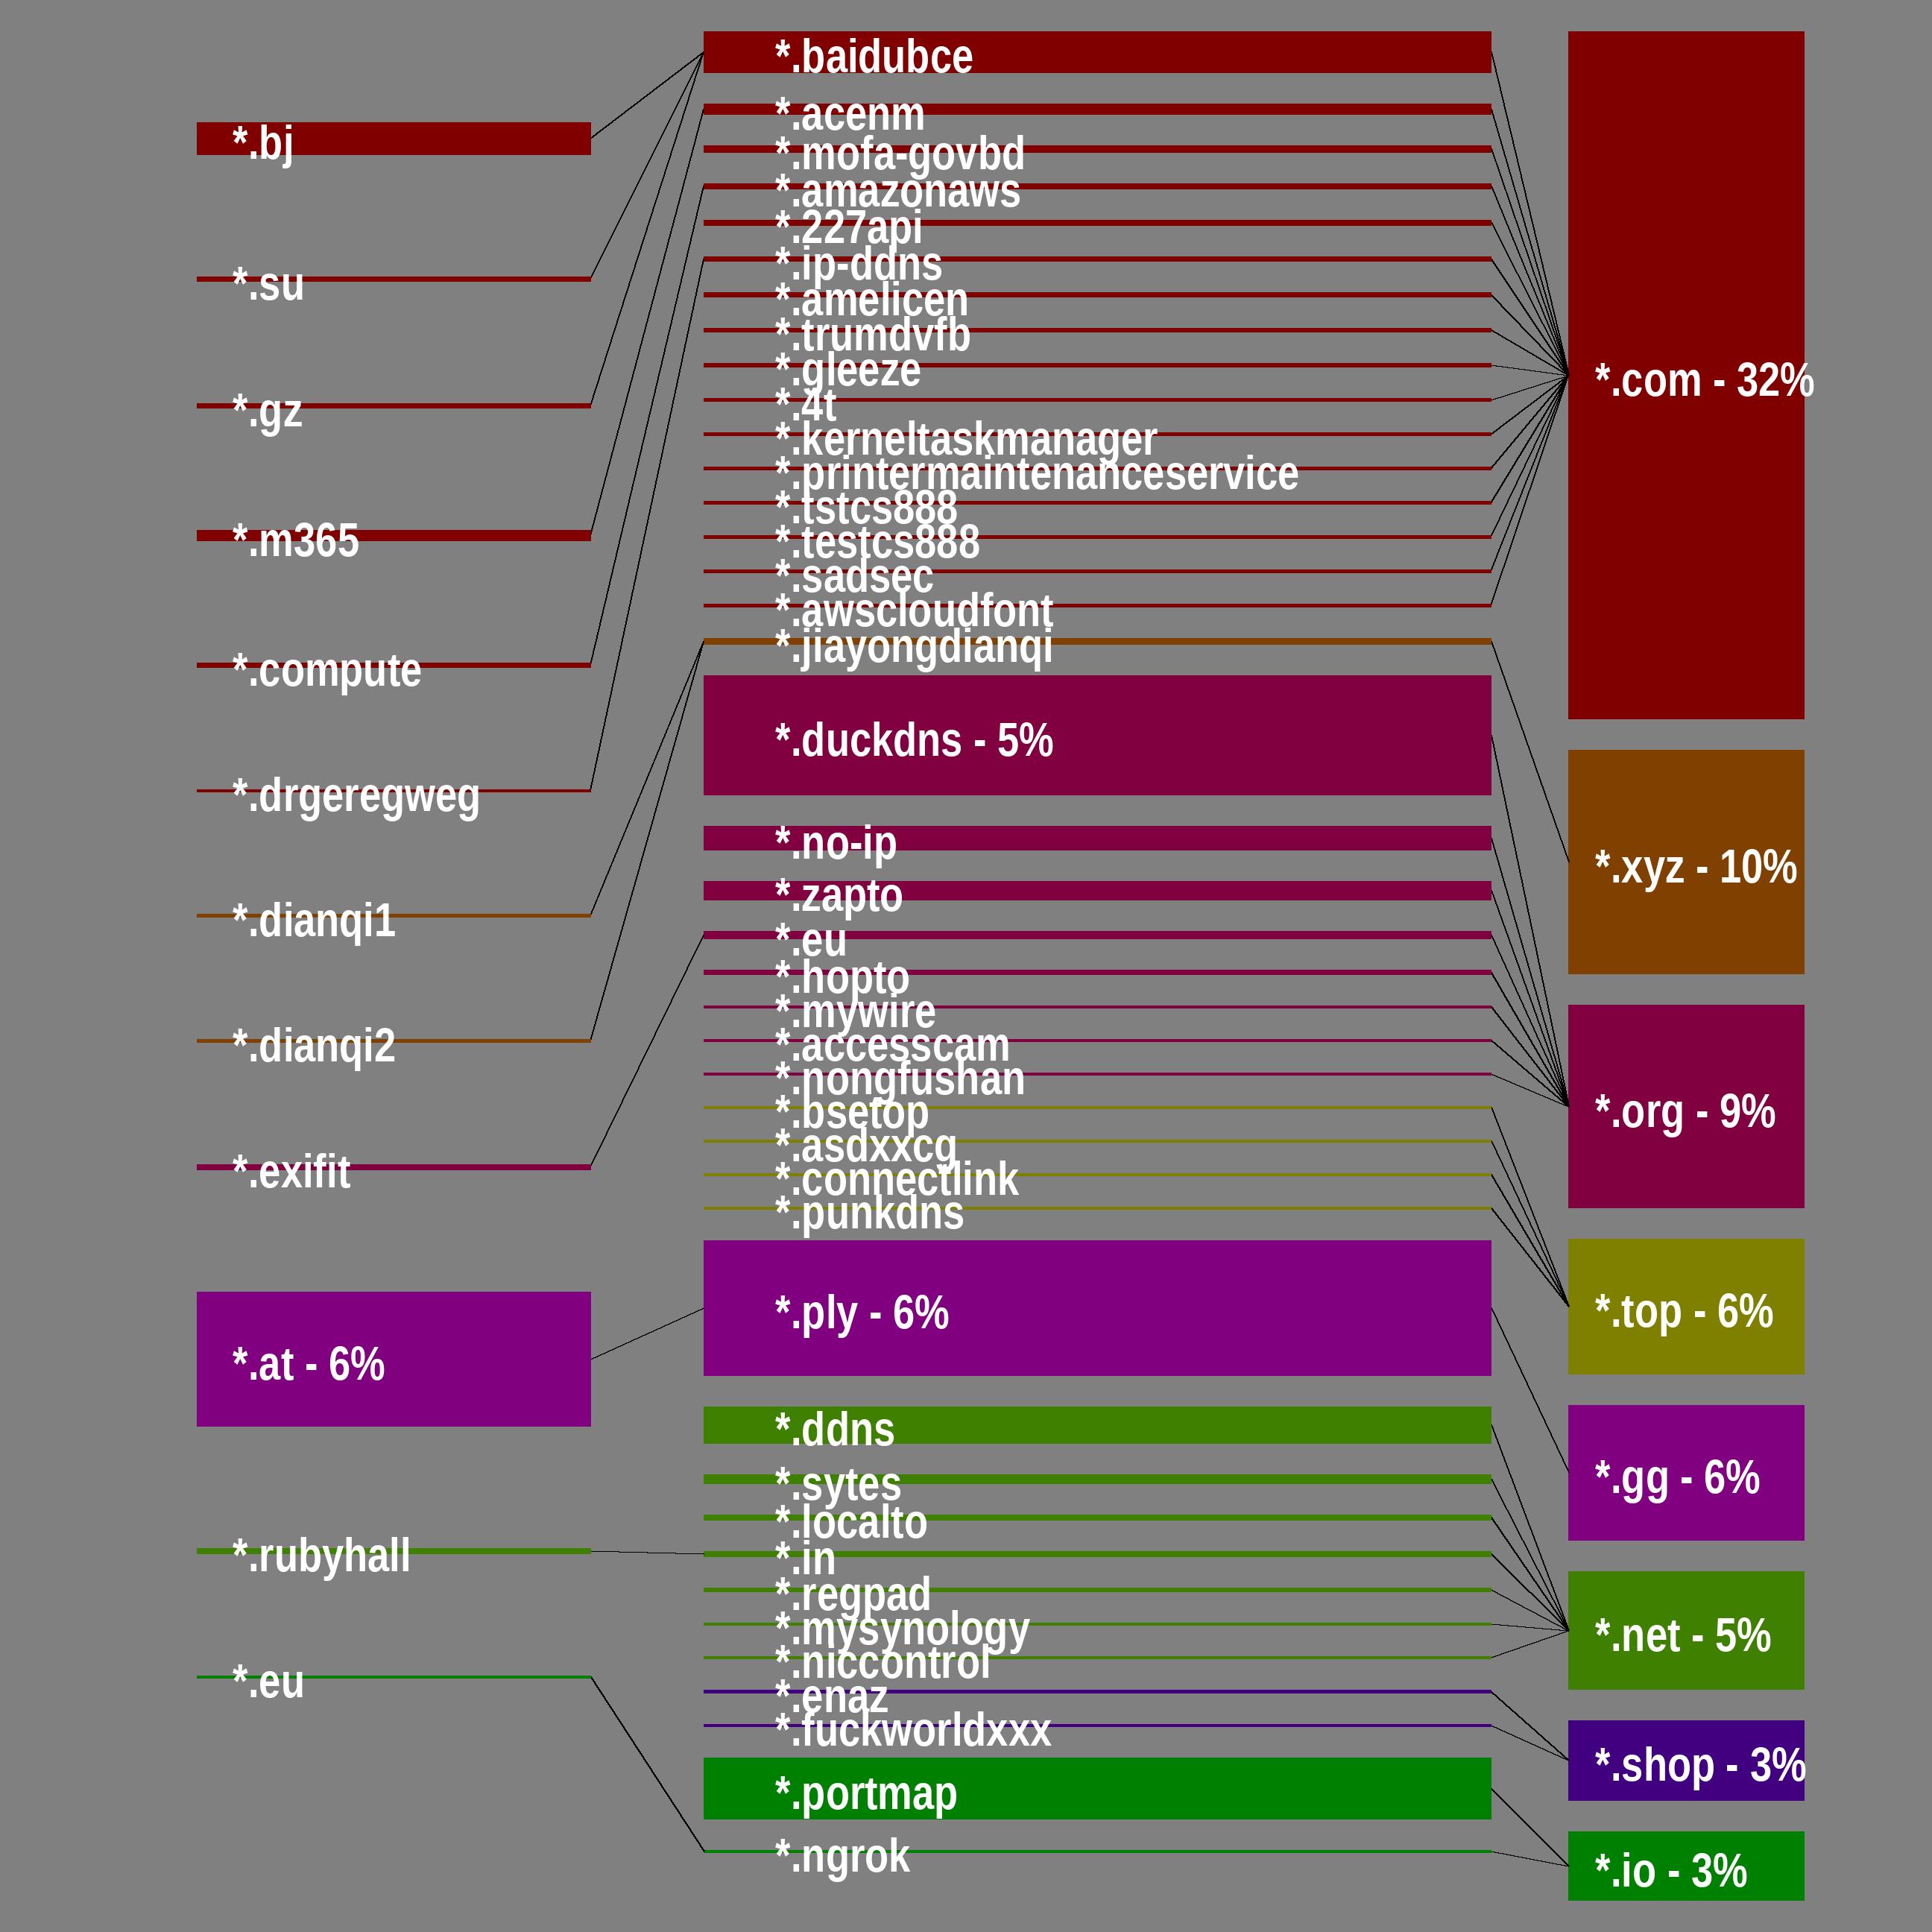 *.bj
*.su
*.gz
*.m365
*.compute
*.drgeregweg
*.dianqi1
*.dianqi2
*.exifit
*.at - 6%
*.rubyhall
*.eu
*.baidubce
*.acenm
*.mofa-govbd
*.amazonaws
*.227api
*.ip-ddns
*.amelicen
*.trumdvfb
*.gleeze
*.4t
*.kerneltaskmanager
*.printermaintenanceservice
*.tstcs888
*.testcs888
*.sadsec
*.awscloudfont
*.jiayongdianqi
*.duckdns - 5%
*.no-ip
*.zapto
*.eu
*.hopto
*.mywire
*.accesscam
*.nongfushan
*.bsetop
*.asdxxcg
*.connectlink
*.punkdns
*.ply - 6%
*.ddns
*.sytes
*.localto
*.in
*.regpad
*.mysynology
*.niccontrol
*.enaz
*.fuckworldxxx
*.portmap
*.ngrok
*.com - 32%
*.xyz - 10%
*.org - 9%
*.top - 6%
*.gg - 6%
*.net - 5%
*.shop - 3%
*.io - 3%